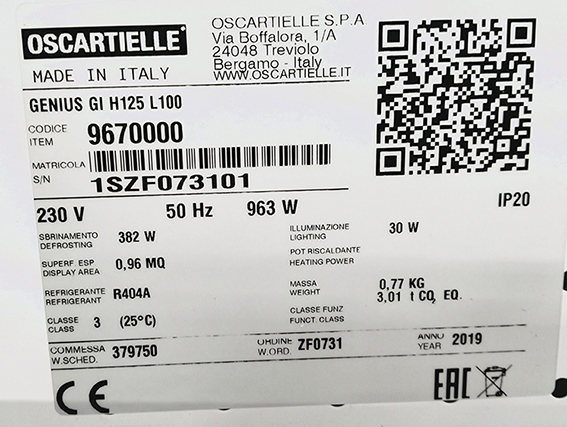 OSCARTIELLE®
OSCARTIELLE S.P.A
Via Boffalora, 1/A
24048 Treviolo
Bergamo - Italy
WWW.OSCARTIELLE.IT
MADE IN ITALY
GENIUS GI H125 L100
CODICE
ITEM
9670000
MATRICOLA
S/N
1SZF073101
IP20
230 V 50 Hz 963 W
SBRINAMENTO
DEFROSTING
382 W
ILLUMINAZIONE
LIGHTING
30 W
SUPERF. ESP
DISPLAY AREA
0,96 MQ
POT RISCALDANTE
HEATING POWER
REFRIGERANTE
REFRIGERANT
R404A
MASSA
WEIGHT
0,77 KG
3,01 t CO, EQ.
CLASSE
CLASS
3 (25°C)
CLASSE FUNZ
FUNCT. CLASS
COMMESSA
W.SCHED.
379750
ORDINE
W.ORD.
ZF0731
ANNO
YEAR
2019
CE
EAC